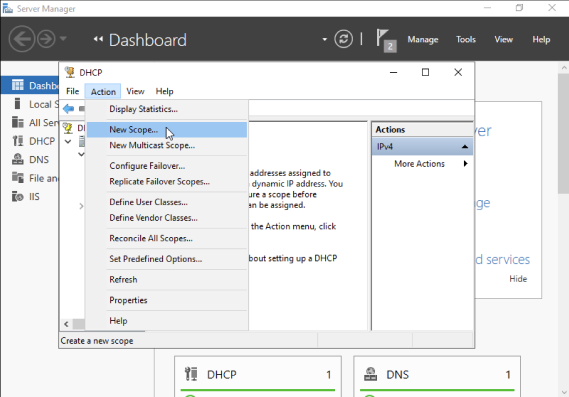 Server Manager
Dashboard
2
Manage
Tools
View
Help
DHCP
File
Action
View
Help
Display Statistics...
New Scope...
New Multicast Scope...
Configure Failover...
Replicate Failover Scopes...
Define User Classes...
Define Vendor Classes...
Reconcile All Scopes...
Set Predefined Options...
Refresh
Properties
Help
addresses assigned to
dynamic IP address. You
ure a scope before
an be assigned.
the Action menu, click
bout setting up a DHCP
Actions
IPv4
More Actions
Create a new scope
Dashb
Local S
All Ser
DHCP
DNS
File an
IIS
ver
ge
d services
Hide
DHCP 1
DNS 1